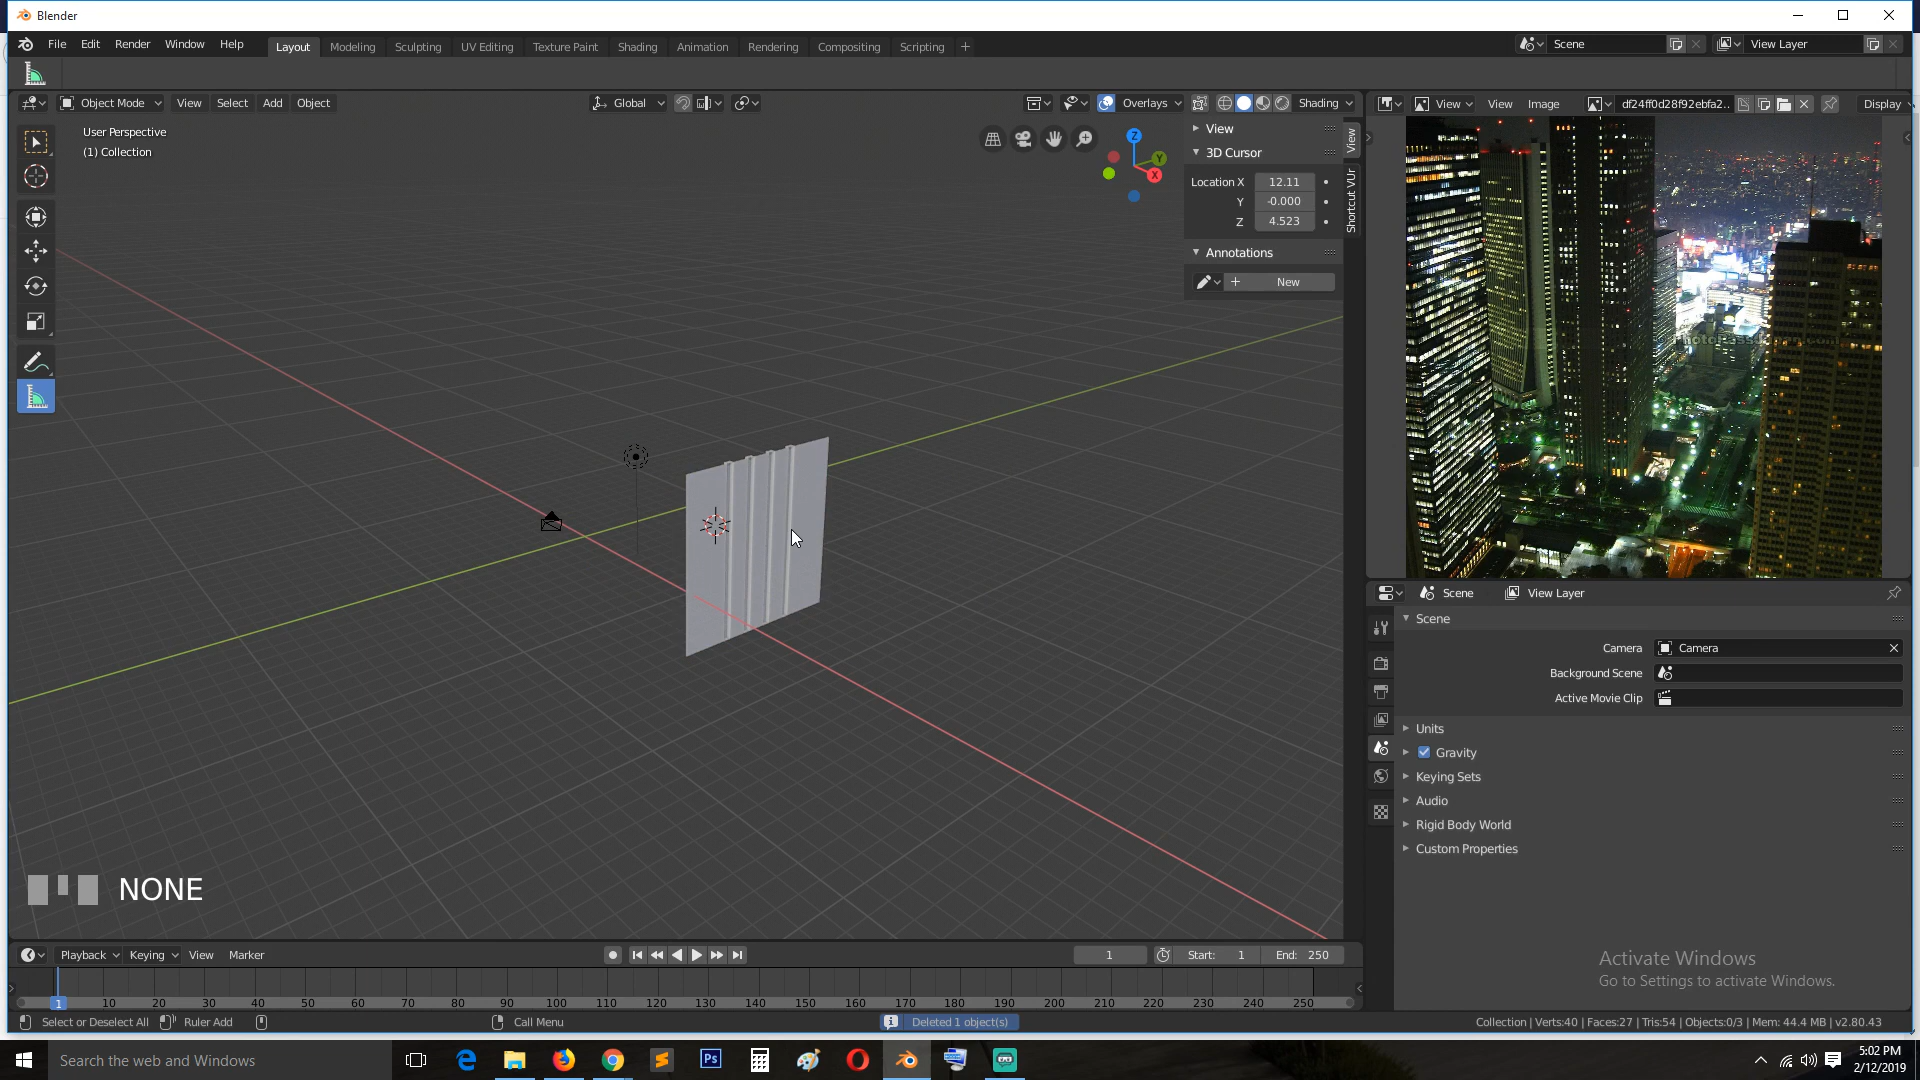 Blender
File Edit Render Window Help
Layout Modeling Sculpting UV Editing Texture Paint Shading Animation Rendering Compositing Scripting +
Scene
View Layer
Object Mode View Select Add Object
Global
Overlays
Shading
View View Image
df24ff0d28f92ebfa2..
Display
User Perspective
(1) Collection
Z
Y
X
View
3D Cursor
Location X 12.11
Y -0.000
Z 4.523
Annotations
+ New
View
Shortcut VUr
Scene View Layer
Scene
Camera Camera
Background Scene
Active Movie Clip
Units
Gravity
Keying Sets
Audio
Rigid Body World
Custom Properties
NONE
Activate Windows
Go to Settings to activate Windows.
Playback Keying View Marker
1
Start: 1
End: 250
1 10 20 30 40 50 60 70 80 90 100 110 120 130 140 150 160 170 180 190 200 210 220 230 240 250
Select or Deselect All Ruler Add Call Menu
Deleted 1 object(s)
Collection | Verts:40 | Faces:27 | Tris:54 | Objects:0/3 | Mem: 44.4 MB | v2.80.43
Search the web and Windows
Ps
5:02 PM
2/12/2019